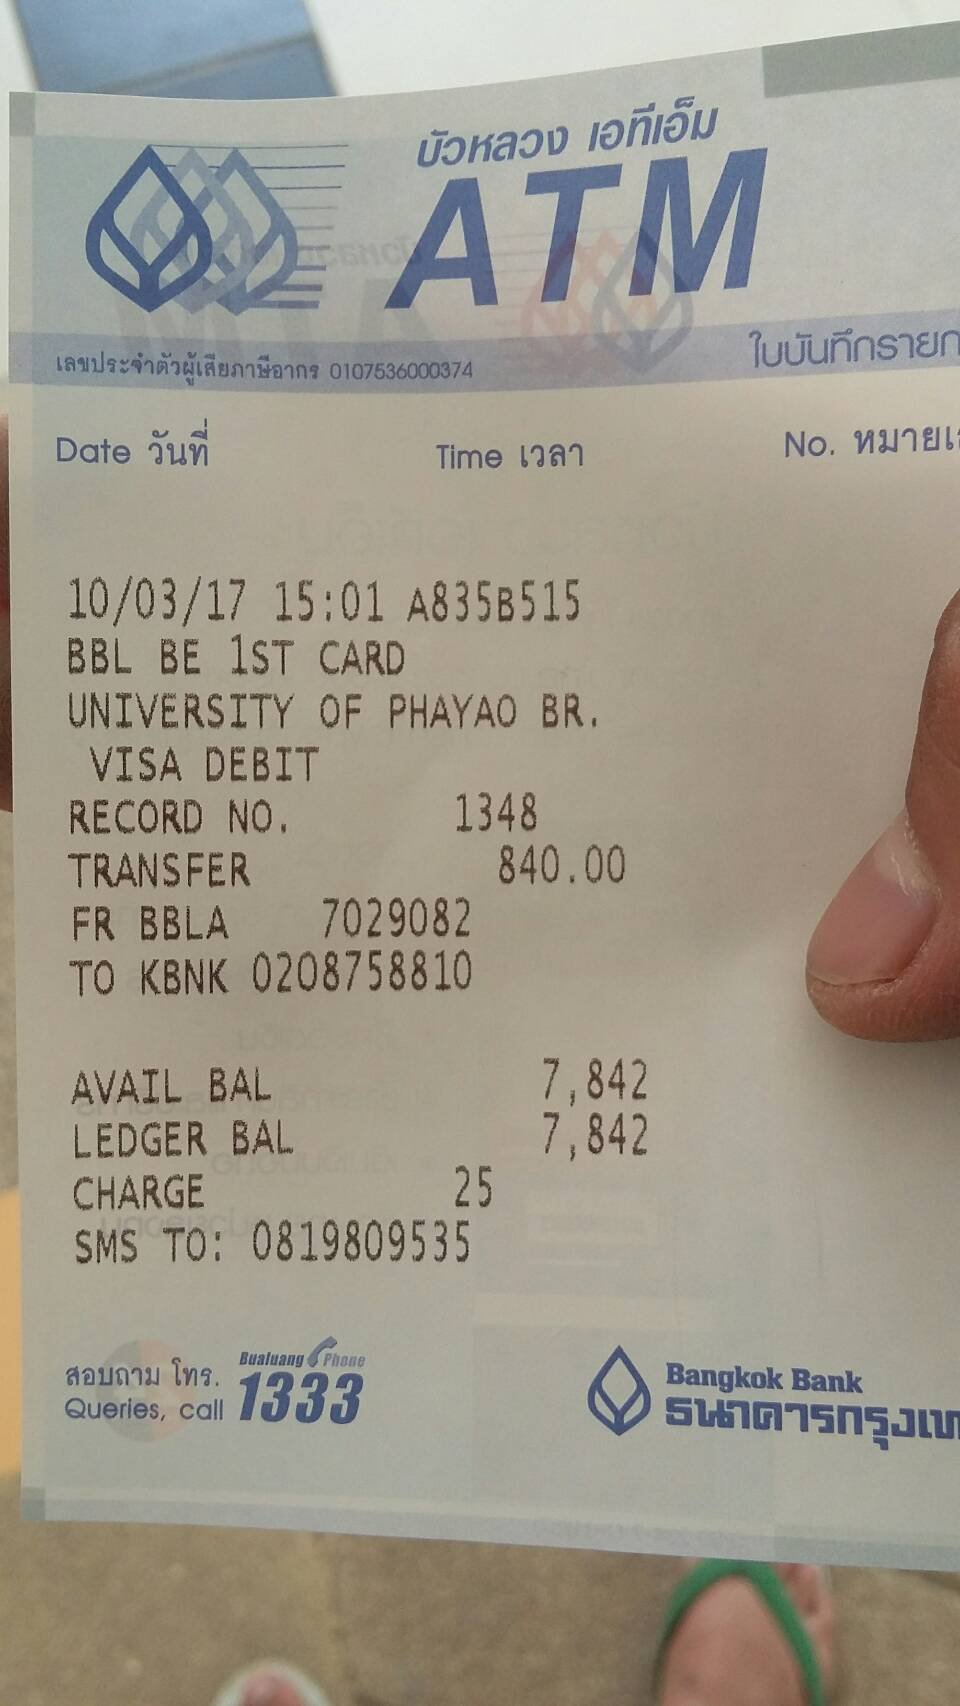 บัวหลวง เอทีเอ็ม
ATM
เลขประจำตัวผู้เสียภาษีอากร 0107536000374
ใบบันทึกรายก
Date วันที่ Time เวลา No. หมายเล
10/03/17 15:01 A835B515
BBL BE 1ST CARD
UNIVERSITY OF PHAYAO BR.
VISA DEBIT
RECORD NO. 1348
TRANSFER 840.00
FR BBLA 7029082
TO KBNK 0208758810
AVAIL BAL 7,842
LEDGER BAL 7,842
CHARGE 25
SMS TO: 0819809535
สอบถาม โทร.
Queries, call
Bualuang Phone
1333
Bangkok Bank
ธนาคารกรุงเท